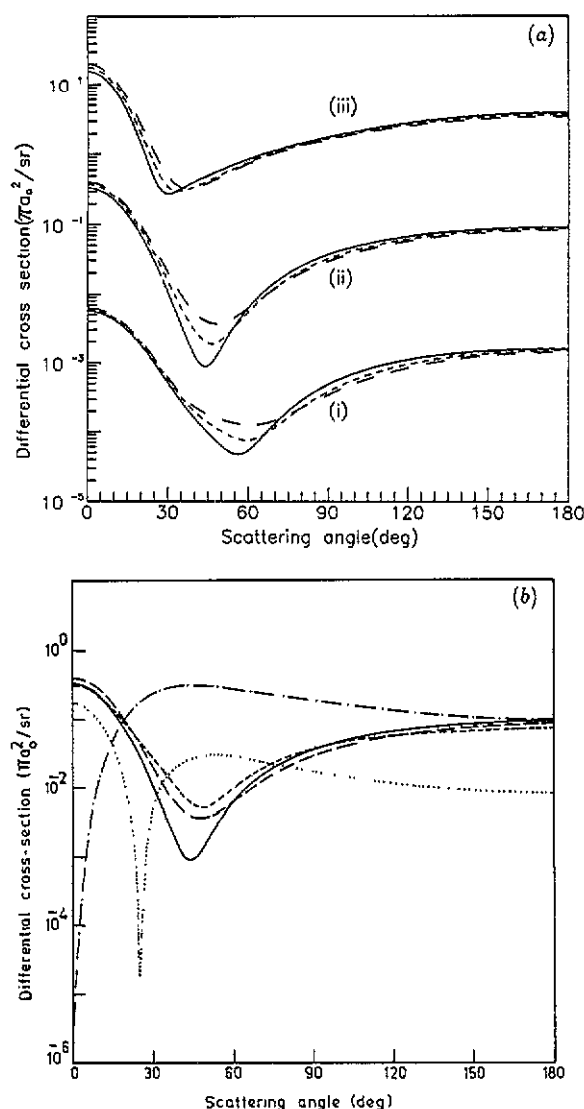 (a)
10¹
(iii)
Differential cross section(πa₀²/sr)
10⁻¹
(ii)
10⁻³
(i)
10⁻⁵
0 30 60 90 120 150 180
Scattering angle(deg)
(b)
10⁰
Differential cross-section (πa₀²/sr)
10⁻²
10⁻⁴
10⁻⁶
0 30 60 90 120 150 180
Scattering angle (deg)